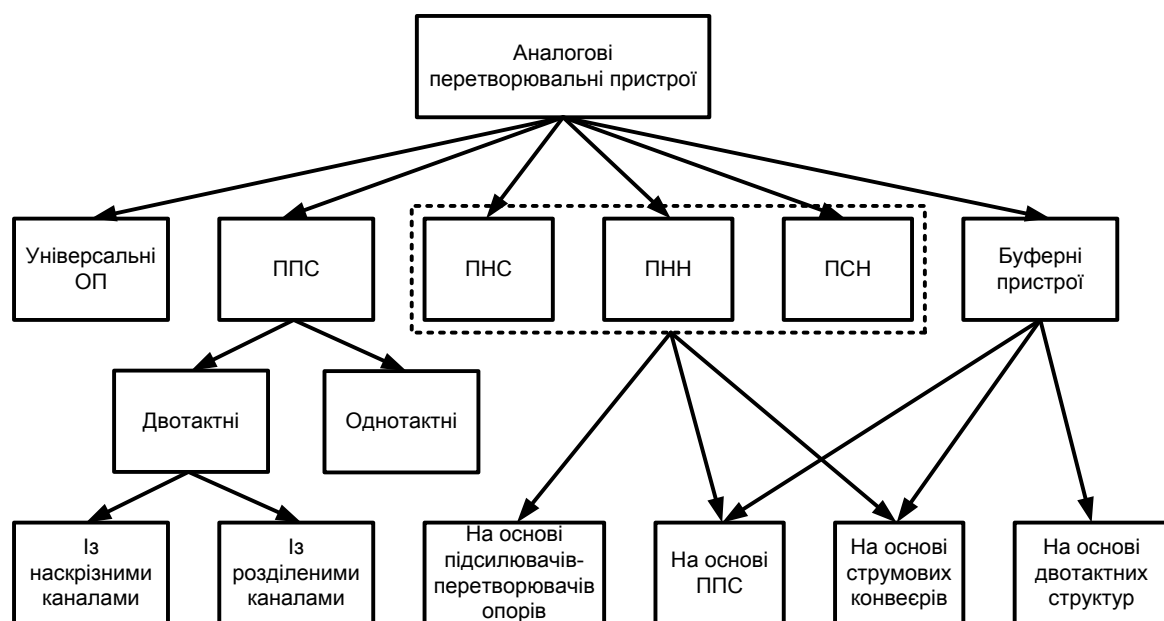 Аналогові
перетворювальні пристрої
Універсальні
ОП
ППС
ПНС
ПНН
ПСН
Буферні
пристрої
Двотактні
Однотактні
Із
наскрізними
каналами
Із
розділеними
каналами
На основі
підсилювачів-
перетворювачів
опорів
На основі
ППС
На основі
струмових
конвеєрів
На основі
двотактних
структур